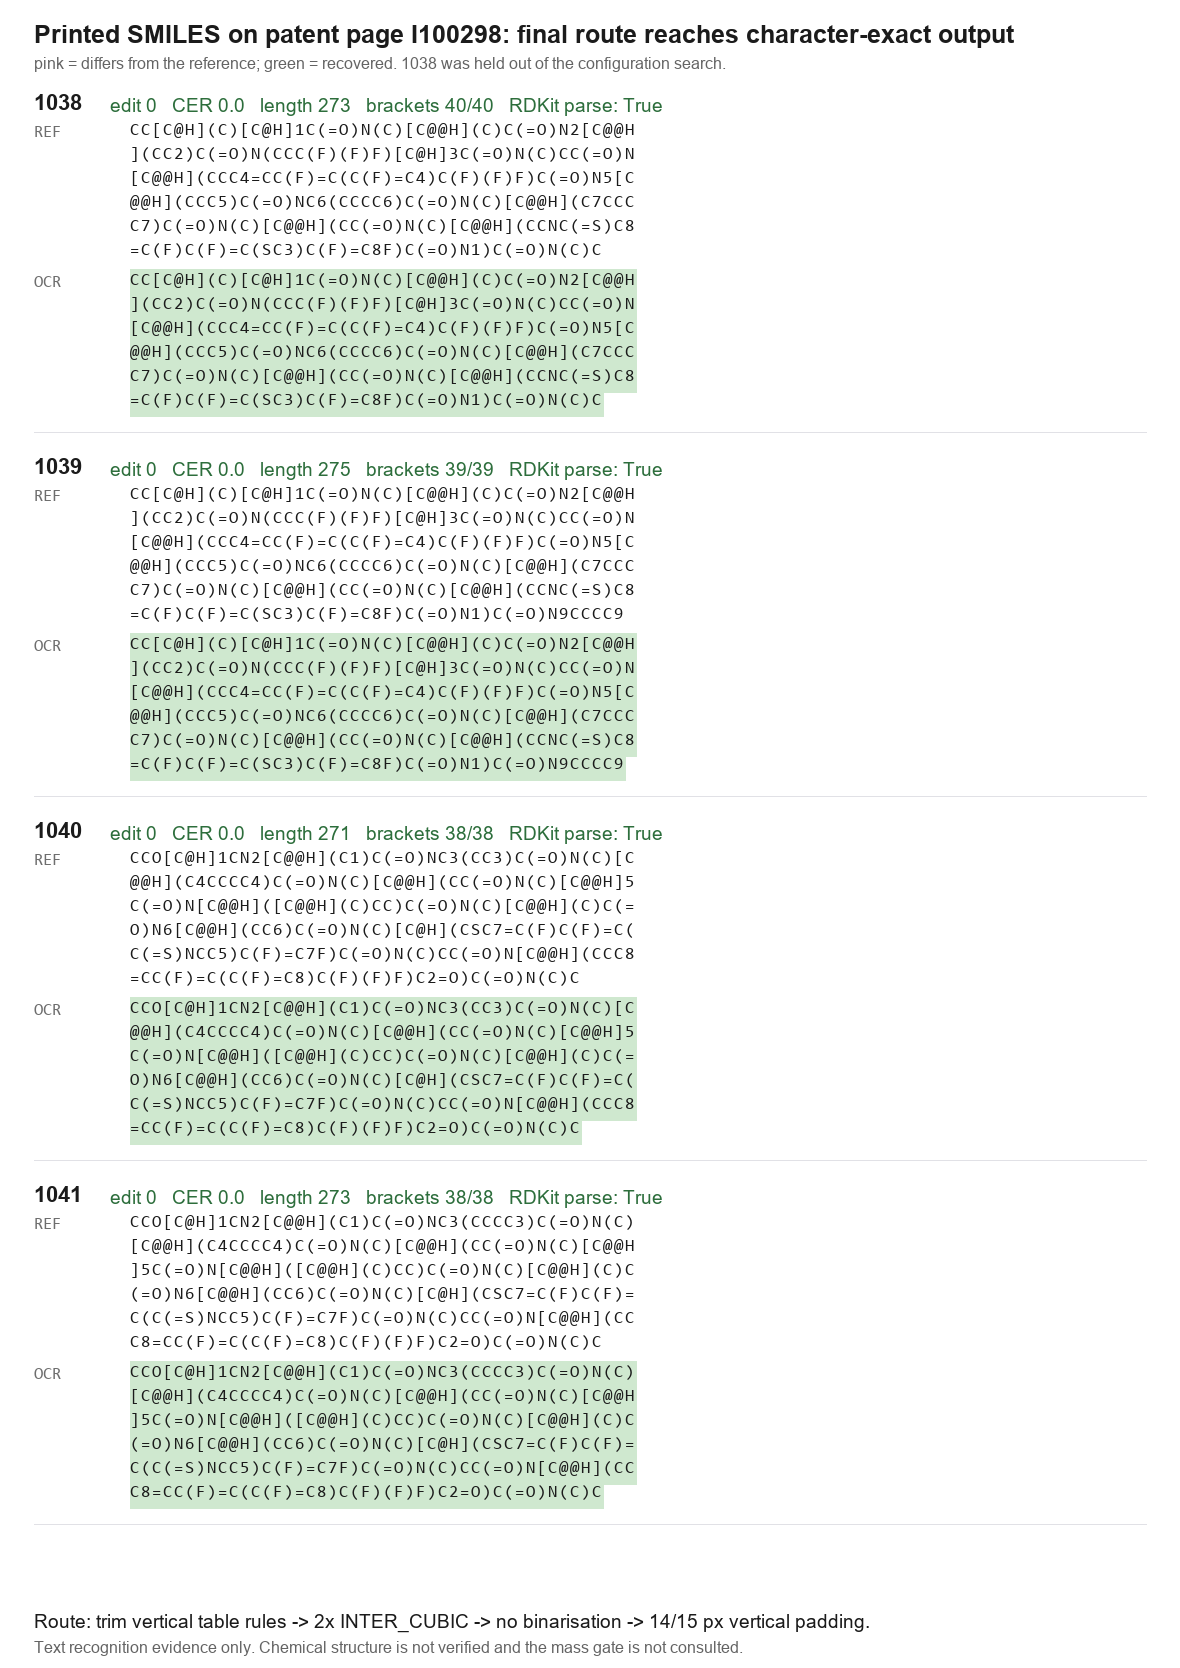 Printed SMILES on patent page I100298: final route reaches character-exact output
pink = differs from the reference; green = recovered. 1038 was held out of the configuration search.
1038 edit 0 CER 0.0 length 273 brackets 40/40 RDKit parse: True
REF CC[C@H](C)[C@H]1C(=O)N(C)[C@@H](C)C(=O)N2[C@@H
](CC2)C(=O)N(CCC(F)(F)F)[C@H]3C(=O)N(C)CC(=O)N
[C@@H](CCC4=CC(F)=C(C(F)=C4)C(F)(F)F)C(=O)N5[C
@@H](CCC5)C(=O)NC6(CCCC6)C(=O)N(C)[C@@H](C7CCC
C7)C(=O)N(C)[C@@H](CC(=O)N(C)[C@@H](CCNC(=S)C8
=C(F)C(F)=C(SC3)C(F)=C8F)C(=O)N1)C(=O)N(C)C
OCR CC[C@H](C)[C@H]1C(=O)N(C)[C@@H](C)C(=O)N2[C@@H
](CC2)C(=O)N(CCC(F)(F)F)[C@H]3C(=O)N(C)CC(=O)N
[C@@H](CCC4=CC(F)=C(C(F)=C4)C(F)(F)F)C(=O)N5[C
@@H](CCC5)C(=O)NC6(CCCC6)C(=O)N(C)[C@@H](C7CCC
C7)C(=O)N(C)[C@@H](CC(=O)N(C)[C@@H](CCNC(=S)C8
=C(F)C(F)=C(SC3)C(F)=C8F)C(=O)N1)C(=O)N(C)C
1039 edit 0 CER 0.0 length 275 brackets 39/39 RDKit parse: True
REF CC[C@H](C)[C@H]1C(=O)N(C)[C@@H](C)C(=O)N2[C@@H
](CC2)C(=O)N(CCC(F)(F)F)[C@H]3C(=O)N(C)CC(=O)N
[C@@H](CCC4=CC(F)=C(C(F)=C4)C(F)(F)F)C(=O)N5[C
@@H](CCC5)C(=O)NC6(CCCC6)C(=O)N(C)[C@@H](C7CCC
C7)C(=O)N(C)[C@@H](CC(=O)N(C)[C@@H](CCNC(=S)C8
=C(F)C(F)=C(SC3)C(F)=C8F)C(=O)N1)C(=O)N9CCCC9
OCR CC[C@H](C)[C@H]1C(=O)N(C)[C@@H](C)C(=O)N2[C@@H
](CC2)C(=O)N(CCC(F)(F)F)[C@H]3C(=O)N(C)CC(=O)N
[C@@H](CCC4=CC(F)=C(C(F)=C4)C(F)(F)F)C(=O)N5[C
@@H](CCC5)C(=O)NC6(CCCC6)C(=O)N(C)[C@@H](C7CCC
C7)C(=O)N(C)[C@@H](CC(=O)N(C)[C@@H](CCNC(=S)C8
=C(F)C(F)=C(SC3)C(F)=C8F)C(=O)N1)C(=O)N9CCCC9
1040 edit 0 CER 0.0 length 271 brackets 38/38 RDKit parse: True
REF CCO[C@H]1CN2[C@@H](C1)C(=O)NC3(CC3)C(=O)N(C)[C
@@H](C4CCCC4)C(=O)N(C)[C@@H](CC(=O)N(C)[C@@H]5
C(=O)N[C@@H]([C@@H](C)CC)C(=O)N(C)[C@@H](C)C(=
O)N6[C@@H](CC6)C(=O)N(C)[C@H](CSC7=C(F)C(F)=C(
C(=S)NCC5)C(F)=C7F)C(=O)N(C)CC(=O)N[C@@H](CCC8
=CC(F)=C(C(F)=C8)C(F)(F)F)C2=O)C(=O)N(C)C
OCR CCO[C@H]1CN2[C@@H](C1)C(=O)NC3(CC3)C(=O)N(C)[C
@@H](C4CCCC4)C(=O)N(C)[C@@H](CC(=O)N(C)[C@@H]5
C(=O)N[C@@H]([C@@H](C)CC)C(=O)N(C)[C@@H](C)C(=
O)N6[C@@H](CC6)C(=O)N(C)[C@H](CSC7=C(F)C(F)=C(
C(=S)NCC5)C(F)=C7F)C(=O)N(C)CC(=O)N[C@@H](CCC8
=CC(F)=C(C(F)=C8)C(F)(F)F)C2=O)C(=O)N(C)C
1041 edit 0 CER 0.0 length 273 brackets 38/38 RDKit parse: True
REF CCO[C@H]1CN2[C@@H](C1)C(=O)NC3(CCCC3)C(=O)N(C)
[C@@H](C4CCCC4)C(=O)N(C)[C@@H](CC(=O)N(C)[C@@H
]5C(=O)N[C@@H]([C@@H](C)CC)C(=O)N(C)[C@@H](C)C
(=O)N6[C@@H](CC6)C(=O)N(C)[C@H](CSC7=C(F)C(F)=
C(C(=S)NCC5)C(F)=C7F)C(=O)N(C)CC(=O)N[C@@H](CC
C8=CC(F)=C(C(F)=C8)C(F)(F)F)C2=O)C(=O)N(C)C
OCR CCO[C@H]1CN2[C@@H](C1)C(=O)NC3(CCCC3)C(=O)N(C)
[C@@H](C4CCCC4)C(=O)N(C)[C@@H](CC(=O)N(C)[C@@H
]5C(=O)N[C@@H]([C@@H](C)CC)C(=O)N(C)[C@@H](C)C
(=O)N6[C@@H](CC6)C(=O)N(C)[C@H](CSC7=C(F)C(F)=
C(C(=S)NCC5)C(F)=C7F)C(=O)N(C)CC(=O)N[C@@H](CC
C8=CC(F)=C(C(F)=C8)C(F)(F)F)C2=O)C(=O)N(C)C
Route: trim vertical table rules -> 2x INTER_CUBIC -> no binarisation -> 14/15 px vertical padding.
Text recognition evidence only. Chemical structure is not verified and the mass gate is not consulted.